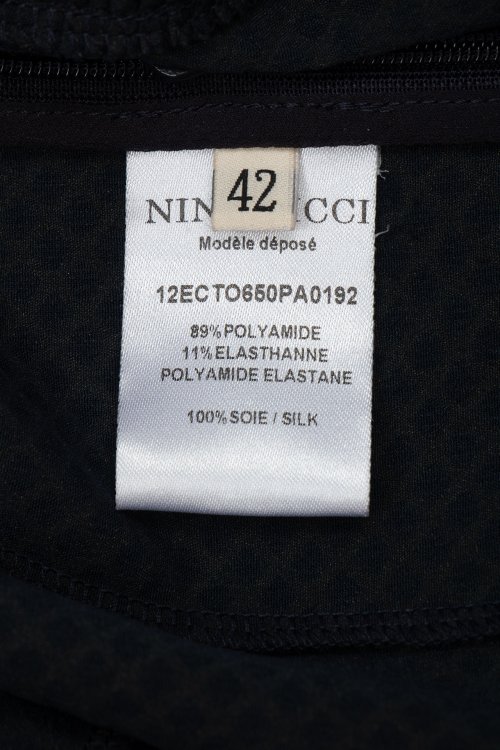 42
NIN CCI
Modèle déposé
12ECTO650PA0192
89% POLYAMIDE
11% ELASTHANNE
POLYAMIDE ELASTANE
100% SOIE / SILK